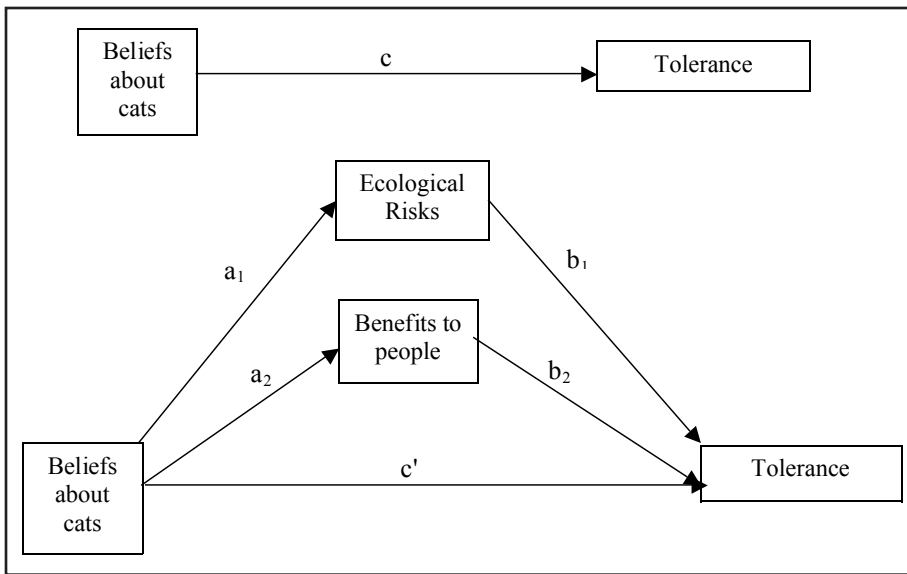 Beliefs
about
cats
c
Tolerance
Ecological
Risks
a₁
b₁
Benefits to
people
a₂
b₂
Beliefs
about
cats
c'
Tolerance